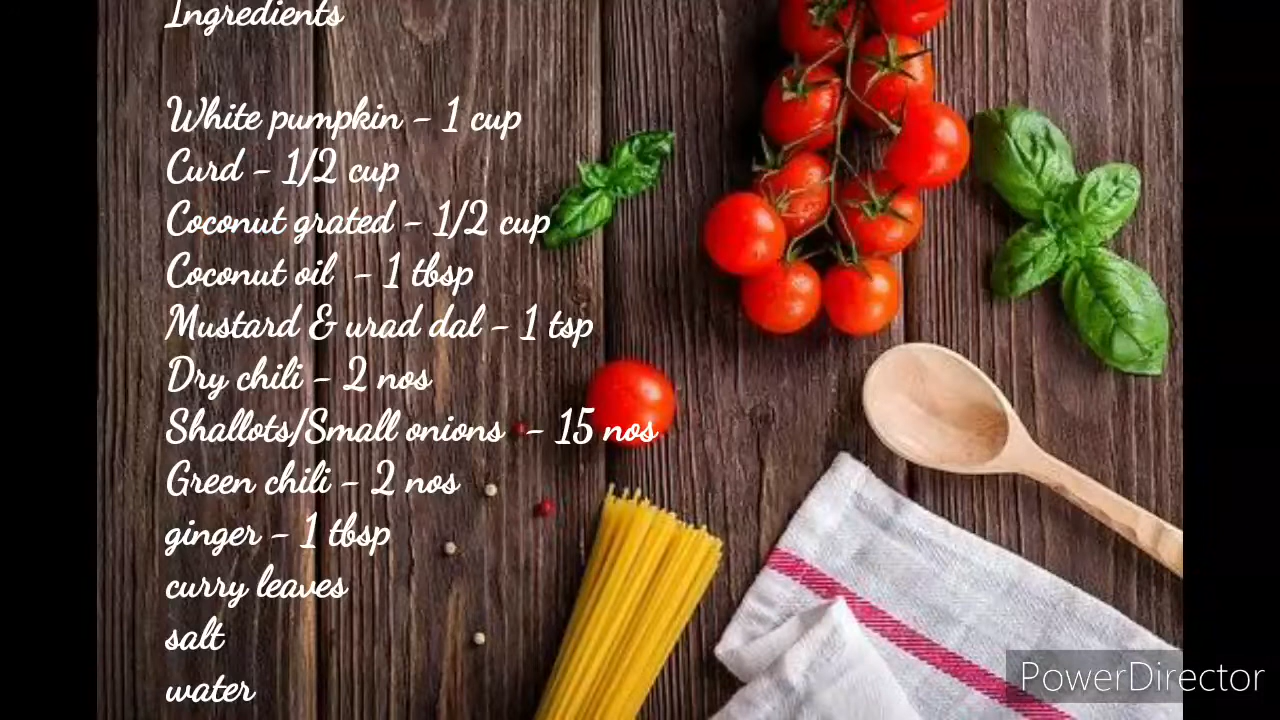 Ingredients
White pumpkin - 1 cup
Curd - 1/2 cup
Coconut grated - 1/2 cup
Coconut oil - 1 tbsp
Mustard & urad dal - 1 tsp
Dry chili - 2 nos
Shallots/Small onions - 15 nos
Green chili - 2 nos
ginger - 1 tbsp
curry leaves
salt
water
PowerDirector